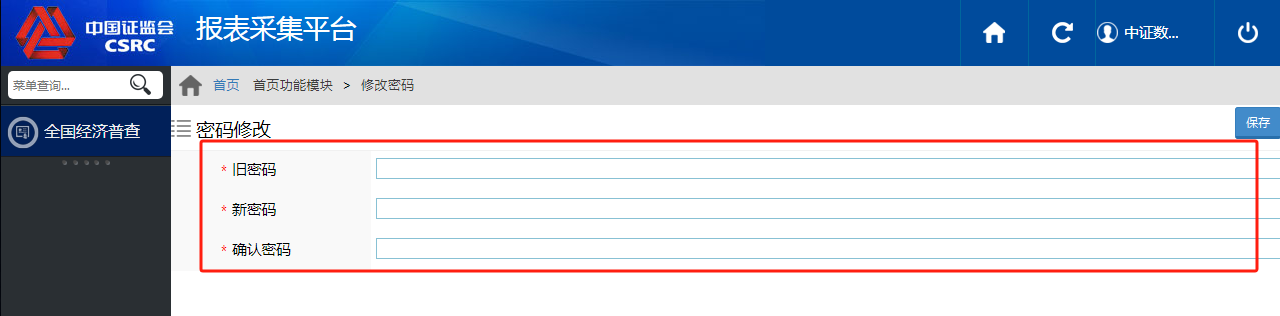 中国证监会
CSRC
报表采集平台
中证数...
菜单查询...
首页 首页功能模块 > 修改密码
全国经济普查
密码修改
保存
* 旧密码
* 新密码
* 确认密码